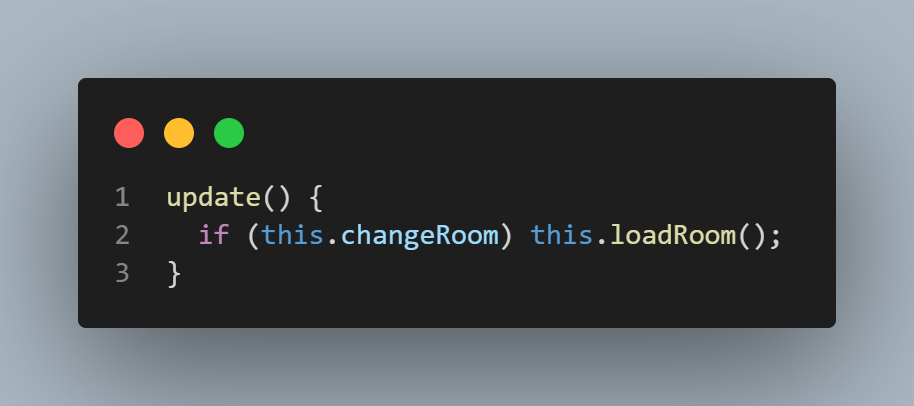 1 update() {
2   if (this.changeRoom) this.loadRoom();
3 }